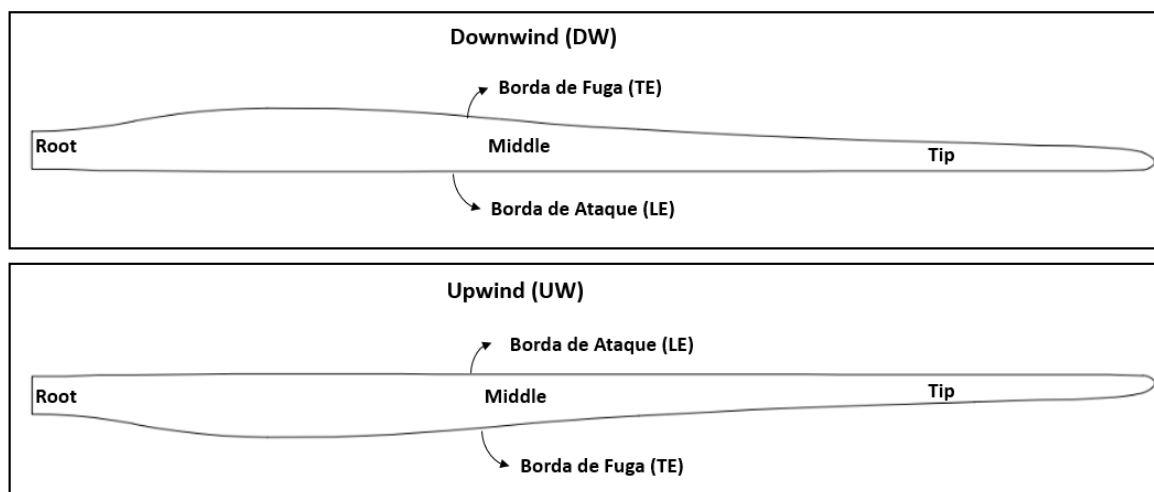 Downwind (DW)
Borda de Fuga (TE)
Root
Middle
Tip
Borda de Ataque (LE)
Upwind (UW)
Borda de Ataque (LE)
Root
Middle
Tip
Borda de Fuga (TE)